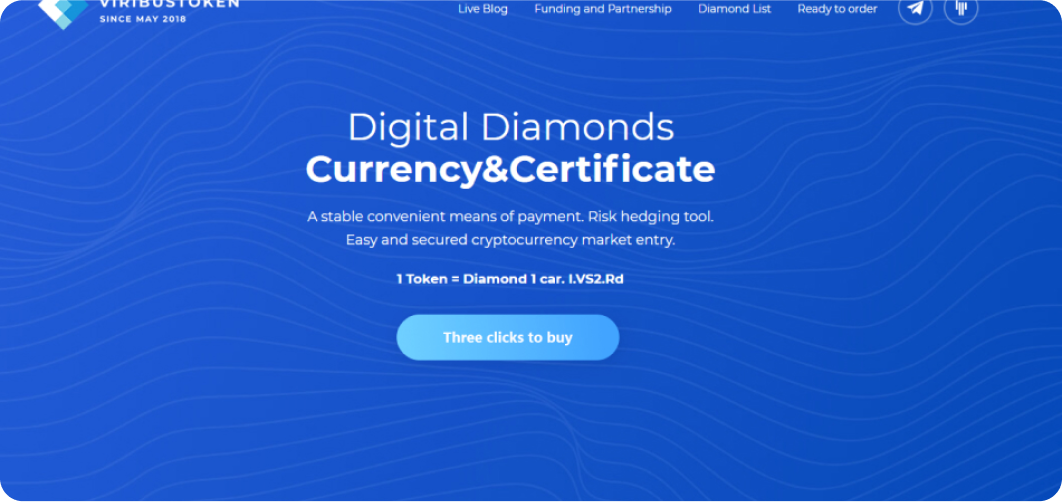 VIRIBUSTOKEN
SINCE MAY 2018
Live Blog Funding and Partnership Diamond List Ready to order
Digital Diamonds
Currency&Certificate
A stable convenient means of payment. Risk hedging tool.
Easy and secured cryptocurrency market entry.
1 Token = Diamond 1 car. I.VS2.Rd
Three clicks to buy